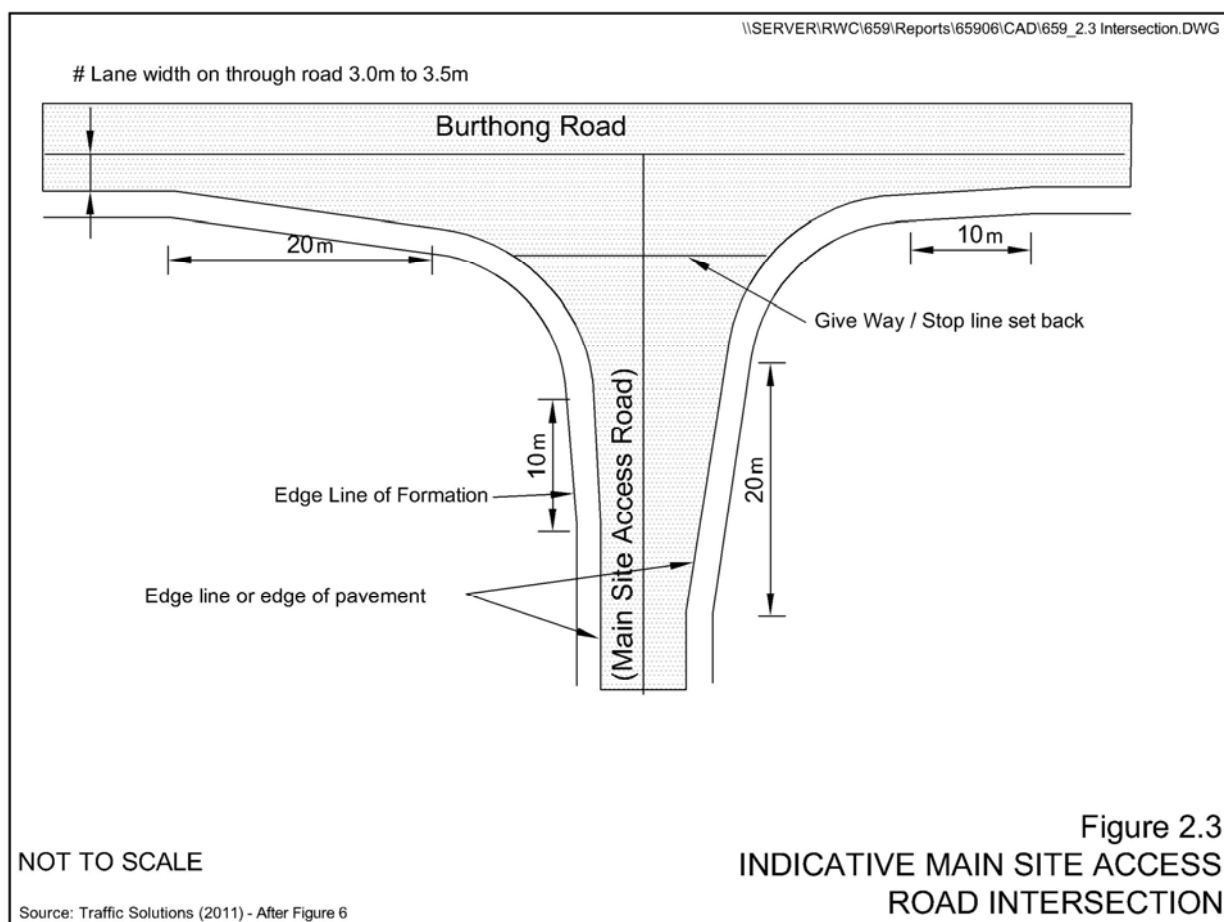 \\SERVER\RWC\659\Reports\65906\CAD\659_2.3 Intersection.DWG
# Lane width on through road 3.0m to 3.5m
Burthong Road
20m
10m
Give Way / Stop line set back
(Main Site Access Road)
10m
20m
Edge Line of Formation
Edge line or edge of pavement
Figure 2.3
NOT TO SCALE
INDICATIVE MAIN SITE ACCESS
ROAD INTERSECTION
Source: Traffic Solutions (2011) - After Figure 6